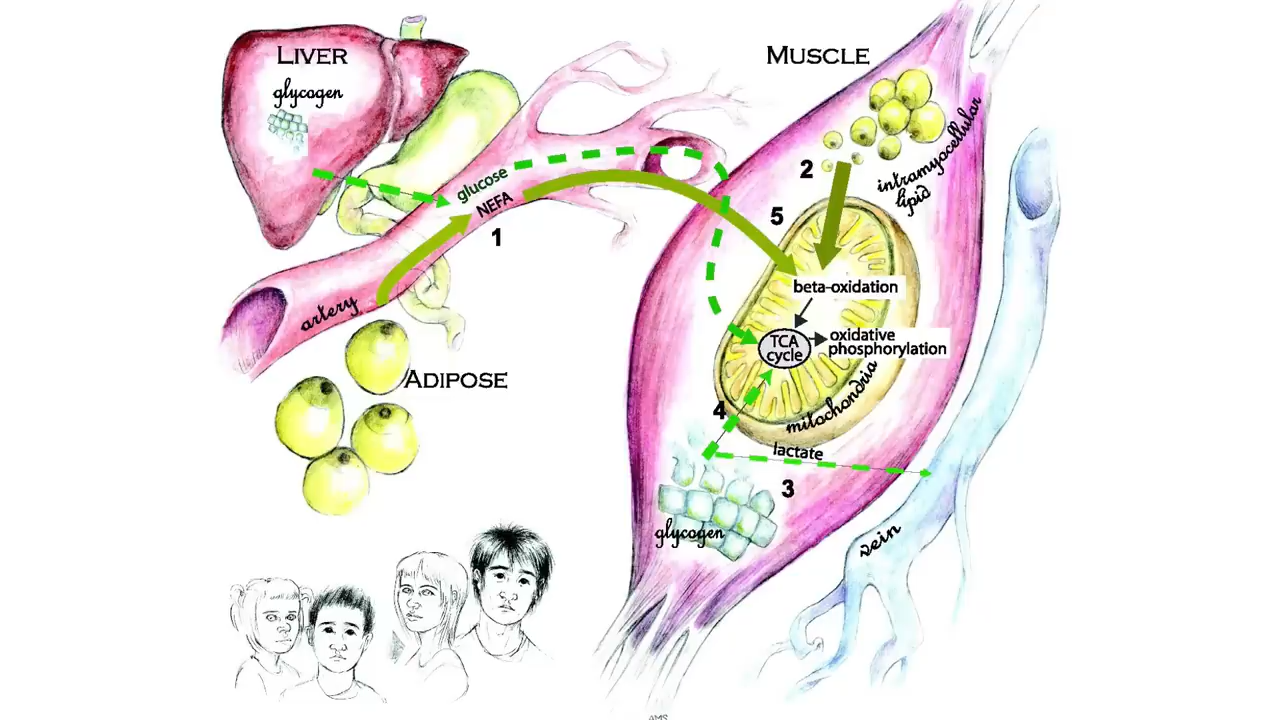 LIVER
glycogen
MUSCLE
intramyocellular
lipid
2
5
glucose
NEFA
1
artery
beta-oxidation
TCA
cycle
oxidative
phosphorylation
mitochondria
ADIPOSE
4
lactate
3
glycogen
vein
AMS